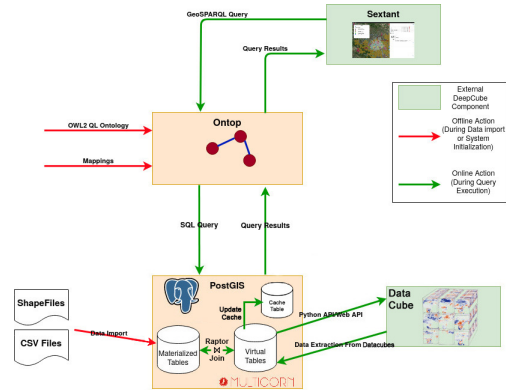 GeoSPARQL Query
Sextant
Query Results
External
DeepCube
Component
Offline Action
(During Data import
or System
Initialization)
Online Action
(During Query
Execution)
Ontop
OWL2 QL Ontology
Mappings
SQL Query
Query Results
PostGIS
Cache
Table
Update
Cache
Data
Cube
Python API/Web API
ShapeFiles
CSV Files
Data Import
Materialized
Tables
Raptor
⋈
Join
Virtual
Tables
Data Extraction From Datacubes
MULTICORN